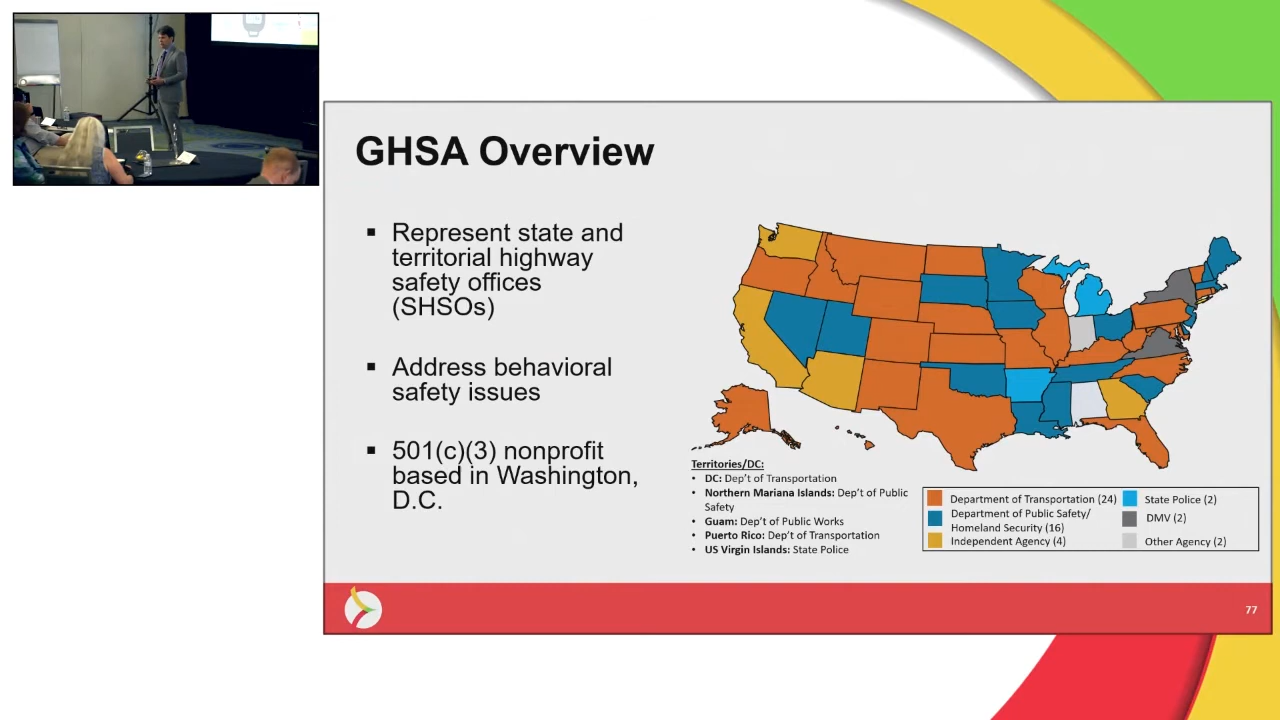 GHSA Overview
▪ Represent state and
territorial highway
safety offices
(SHSOs)
▪ Address behavioral
safety issues
▪ 501(c)(3) nonprofit
based in Washington,
D.C.
Territories/DC:
• DC: Dep't of Transportation
• Northern Mariana Islands: Dep't of Public
Safety
• Guam: Dep't of Public Works
• Puerto Rico: Dep't of Transportation
• US Virgin Islands: State Police
Department of Transportation (24)
Department of Public Safety/
Homeland Security (16)
Independent Agency (4)
State Police (2)
DMV (2)
Other Agency (2)
77